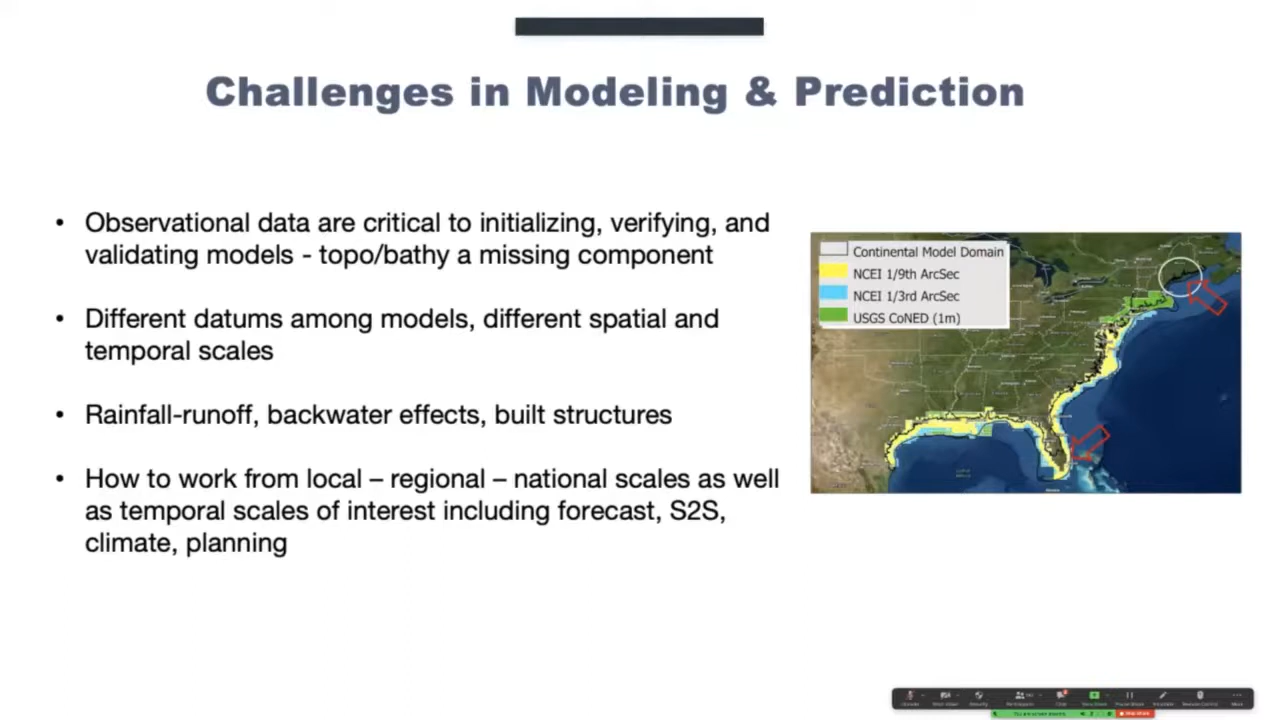 Challenges in Modeling & Prediction
• Observational data are critical to initializing, verifying, and
validating models - topo/bathy a missing component
• Different datums among models, different spatial and
temporal scales
• Rainfall-runoff, backwater effects, built structures
• How to work from local – regional – national scales as well
as temporal scales of interest including forecast, S2S,
climate, planning
Continental Model Domain
NCEI 1/9th ArcSec
NCEI 1/3rd ArcSec
USGS CoNED (1m)